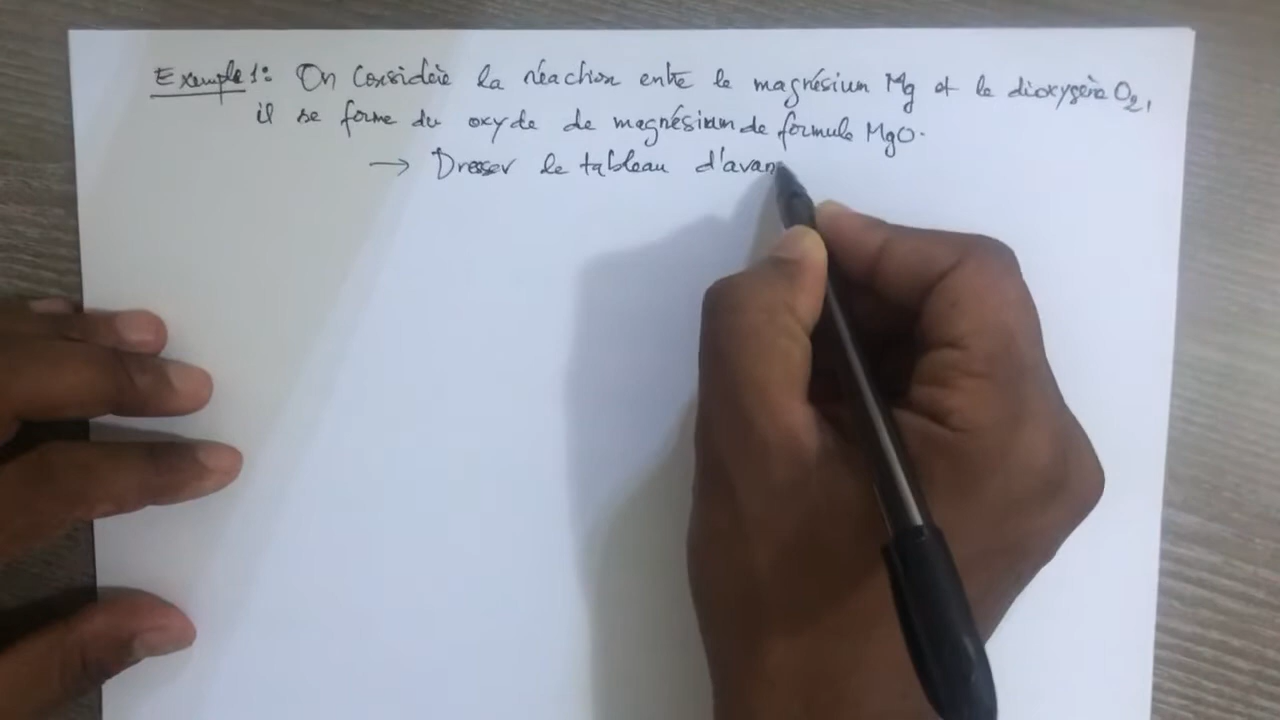 Exemple 1: On considère la réaction entre le magnésium Mg et le dioxygène O2,
il se forme du oxyde de magnésium de formule MgO.
→ Dresser le tableau d'avan